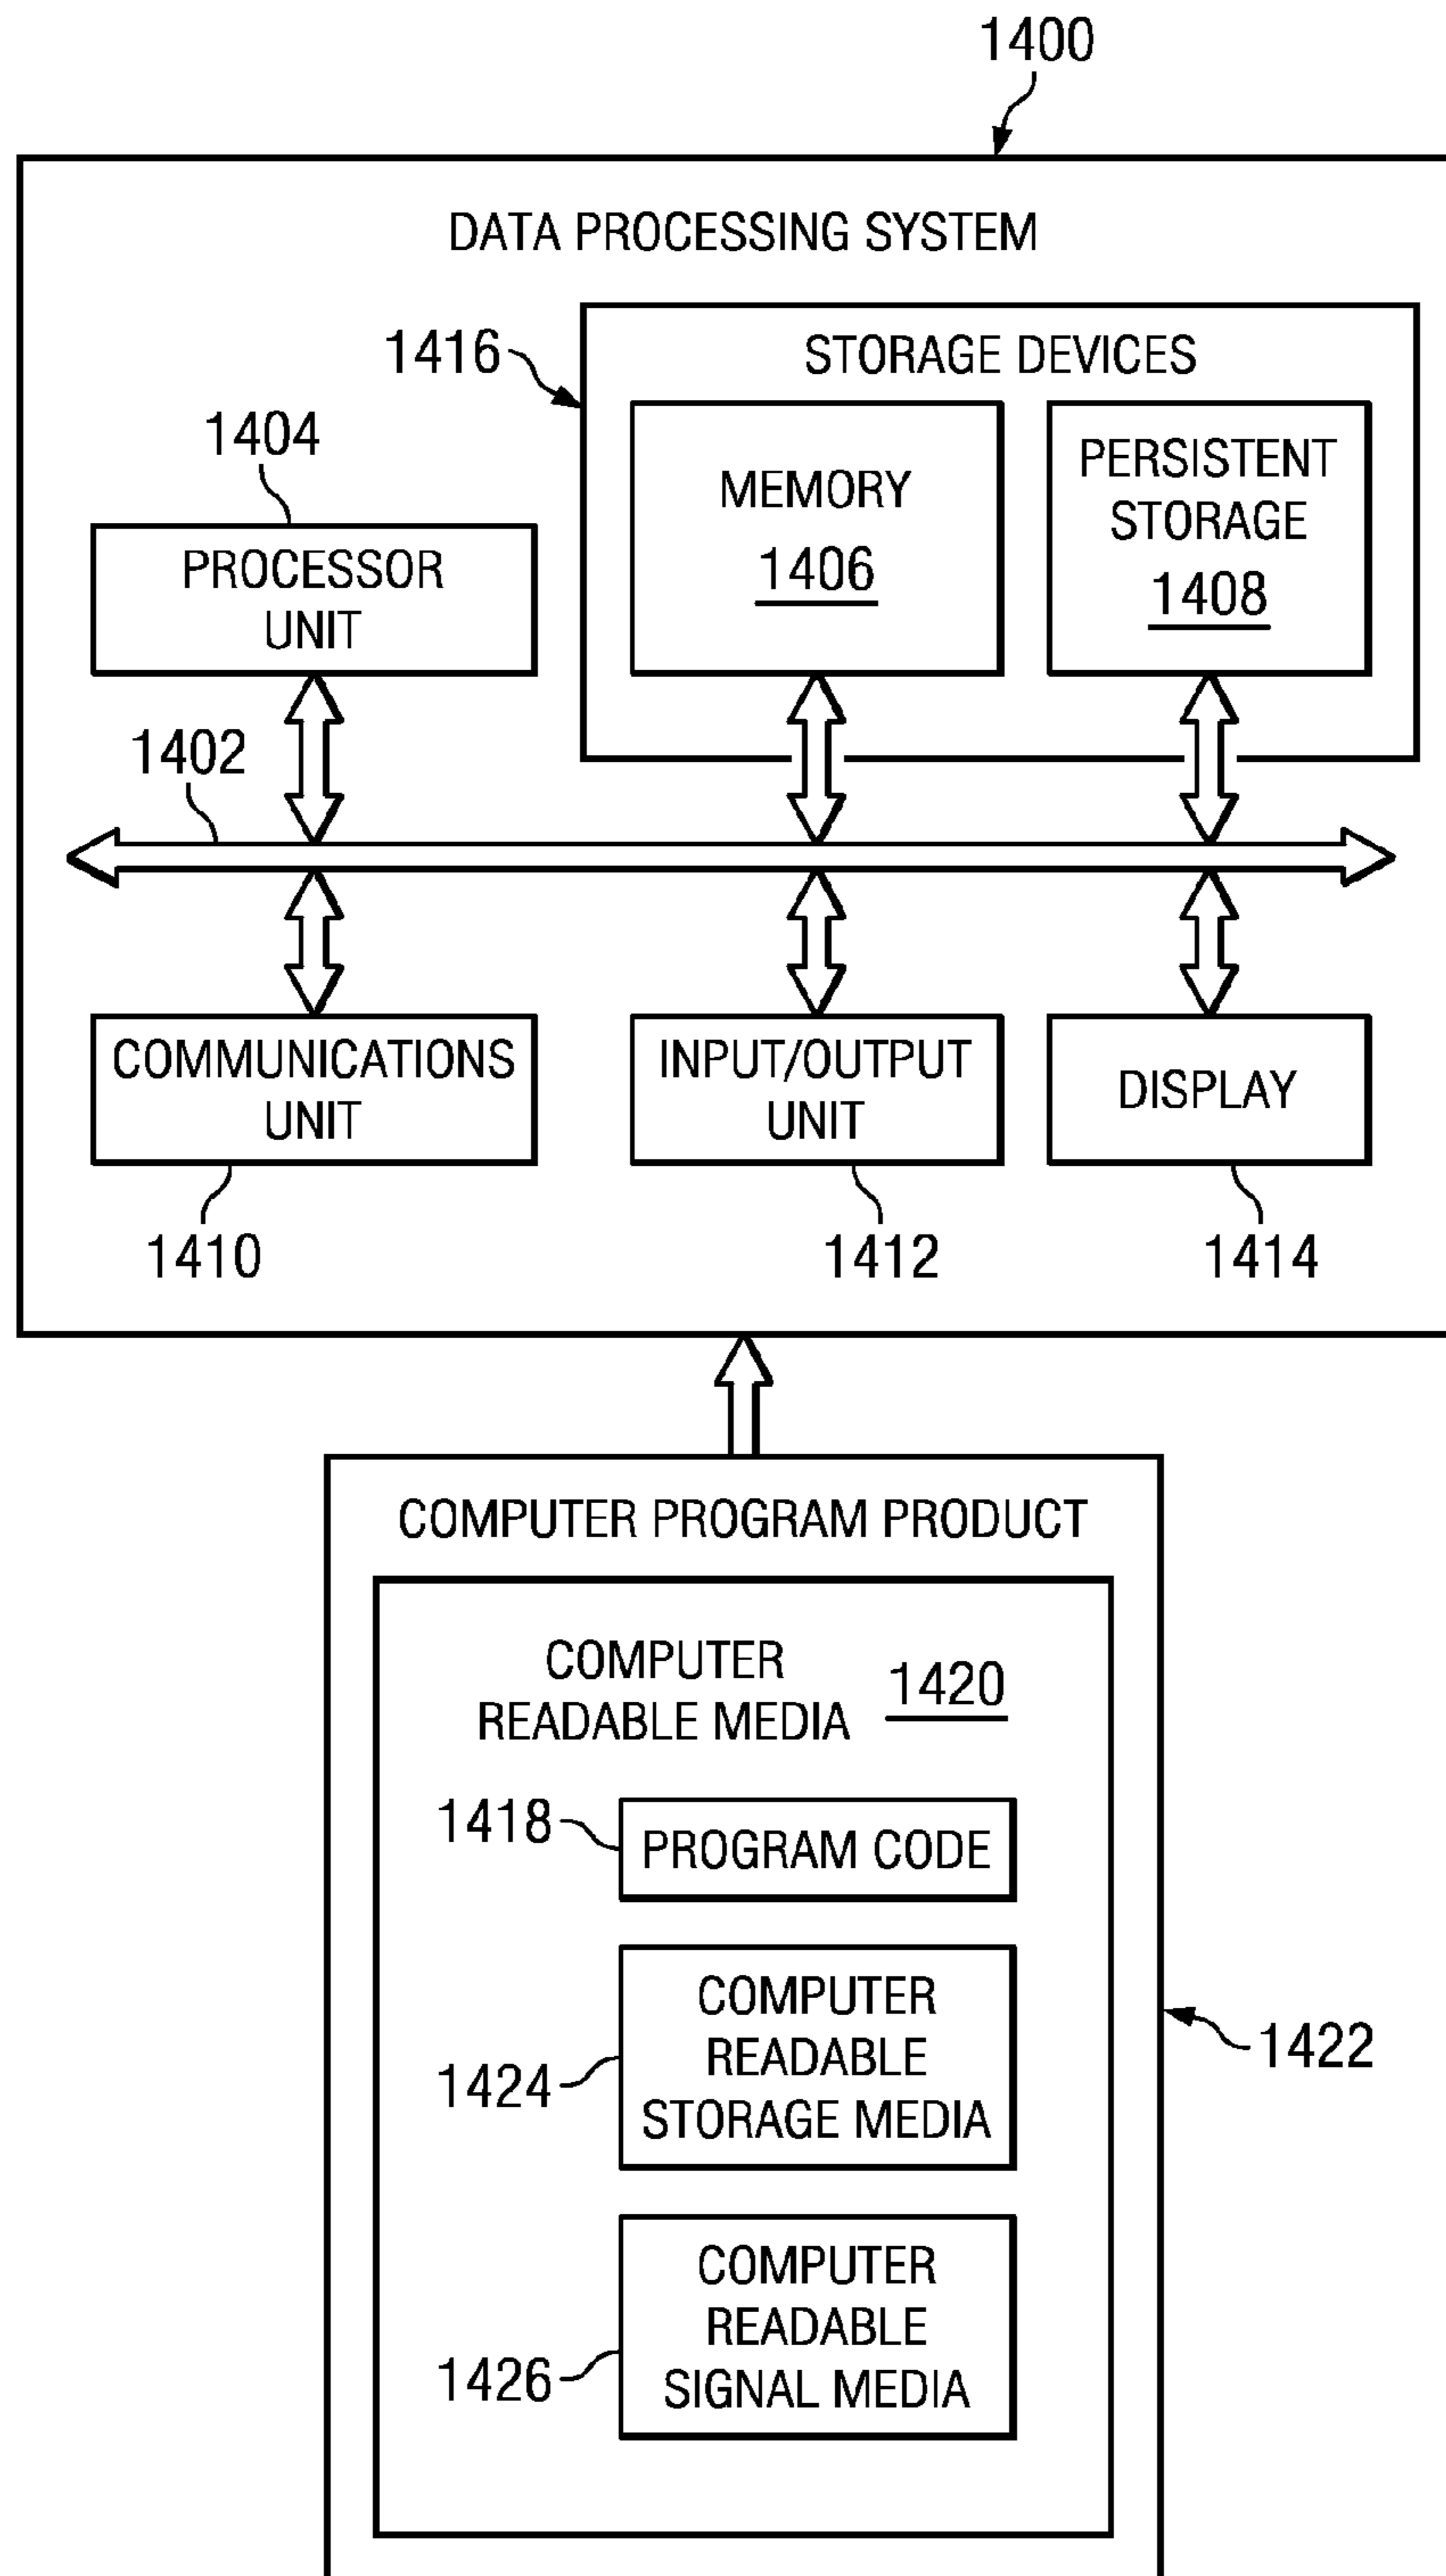 1400
DATA PROCESSING SYSTEM
1416
STORAGE DEVICES
1404
MEMORY
1406
PERSISTENT
STORAGE
1408
PROCESSOR
UNIT
1402
COMMUNICATIONS
UNIT
INPUT/OUTPUT
UNIT
DISPLAY
1410
1412
1414
COMPUTER PROGRAM PRODUCT
COMPUTER
READABLE MEDIA
1420
1418
PROGRAM CODE
COMPUTER
READABLE
STORAGE MEDIA
1424
1422
COMPUTER
READABLE
SIGNAL MEDIA
1426